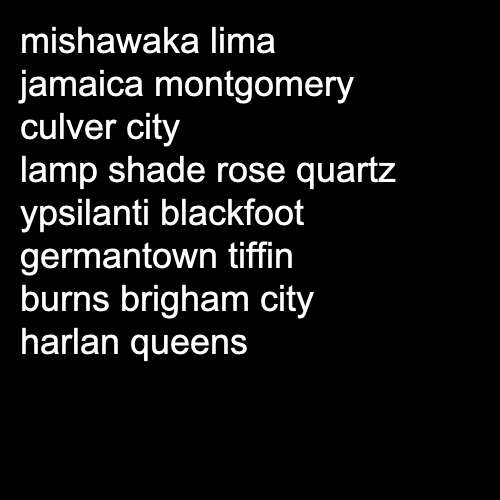 mishawaka lima
jamaica montgomery
culver city
lamp shade rose quartz
ypsilanti blackfoot
germantown tiffin
burns brigham city
harlan queens